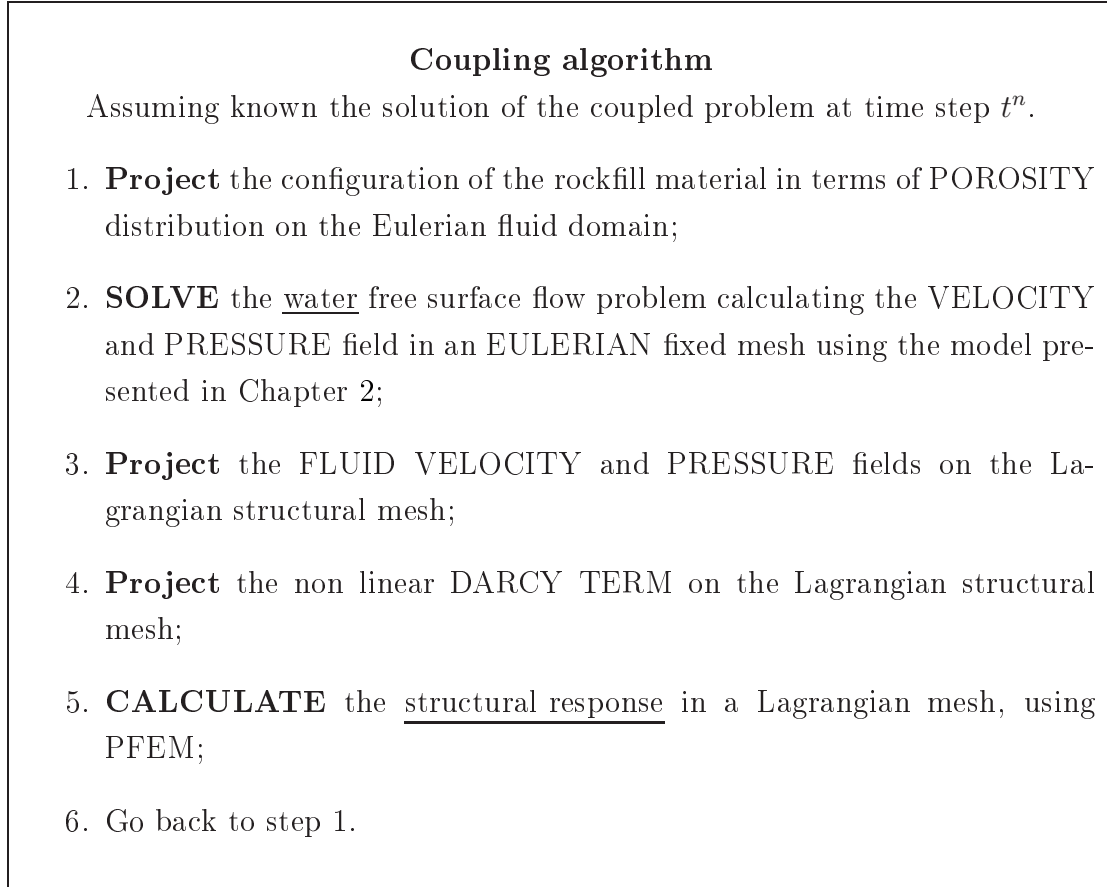 Coupling algorithm
Assuming known the solution of the coupled problem at time step tⁿ.
1. Project the configuration of the rockfill material in terms of POROSITY
distribution on the Eulerian fluid domain;
2. SOLVE the water free surface flow problem calculating the VELOCITY
and PRESSURE field in an EULERIAN fixed mesh using the model pre-
sented in Chapter 2;
3. Project the FLUID VELOCITY and PRESSURE fields on the La-
grangian structural mesh;
4. Project the non linear DARCY TERM on the Lagrangian structural
mesh;
5. CALCULATE the structural response in a Lagrangian mesh, using
PFEM;
6. Go back to step 1.